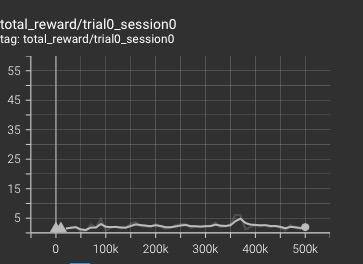 total_reward/trial0_session0
tag: total_reward/trial0_session0
55
45
35
25
15
5
0 100k 200k 300k 400k 500k